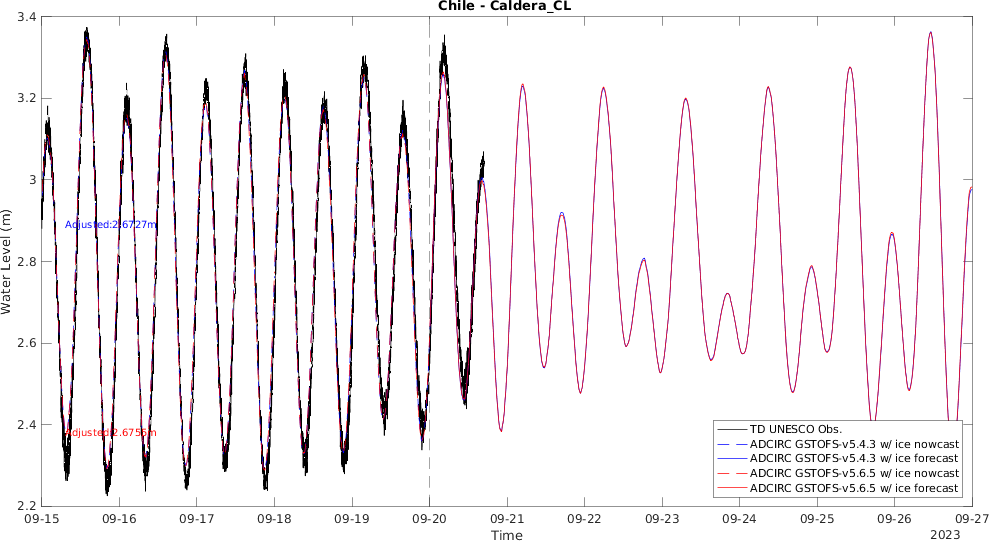 Chile - Caldera_CL
3.4
3.2
3
2.8
2.6
2.4
2.2
Water Level (m)
Adjusted:2.6727m
Adjusted:2.6756m
TD UNESCO Obs.
ADCIRC GSTOFS-v5.4.3 w/ ice nowcast
ADCIRC GSTOFS-v5.4.3 w/ ice forecast
ADCIRC GSTOFS-v5.6.5 w/ ice nowcast
ADCIRC GSTOFS-v5.6.5 w/ ice forecast
09-15 09-16 09-17 09-18 09-19 09-20 09-21 09-22 09-23 09-24 09-25 09-26 09-27
Time
2023